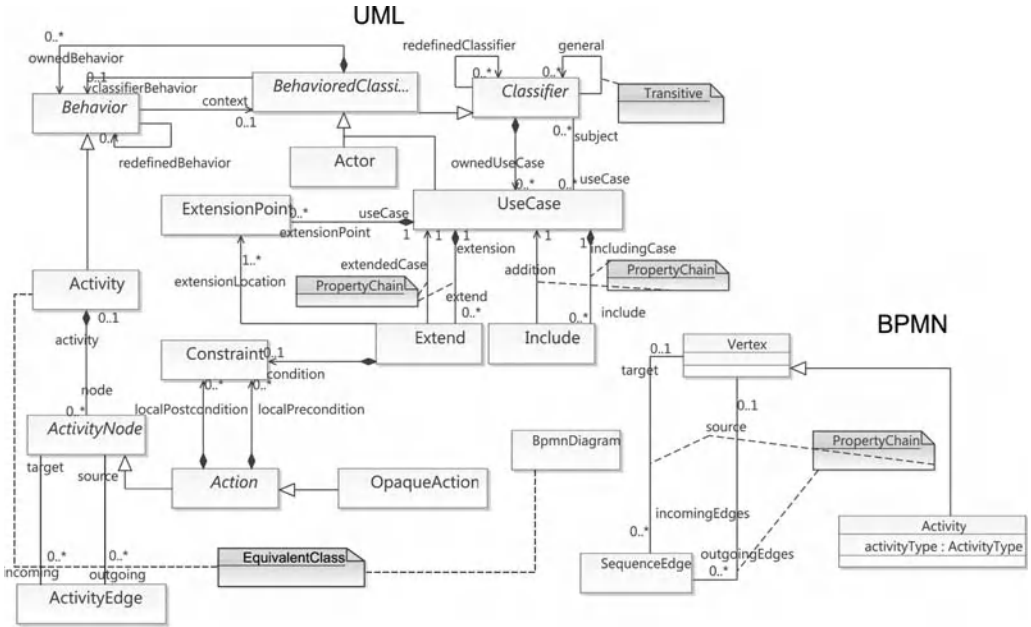 UML
0..*
ownedBehavior
0..1
classifierBehavior
Behavior
BehavioredClassi...
context
0..1
redefinedBehavior
redefinedClassifier
general
0..*
0..*
Classifier
Transitive
0..*
subject
ownedUseCase
0..*
0..*
useCase
Actor
ExtensionPoint
0..*
useCase
extensionPoint
UseCase
1
1
1
1
1
extension
includingCase
1..*
extendedCase
addition
extensionLocation
PropertyChain
PropertyChain
extend
0..*
0..*
include
Activity
0..1
activity
Extend
Include
BPMN
Constraint
0..1
condition
0..*
0..*
node
localPostcondition
localPrecondition
0..*
ActivityNode
target
source
Action
OpaqueAction
BpmnDiagram
0..1
target
Vertex
0..1
source
PropertyChain
incomingEdges
0..*
Activity
activityType : ActivityType
outgoingEdges
0..*
SequenceEdge
EquivalentClass
0..*
0..*
incoming
outgoing
ActivityEdge